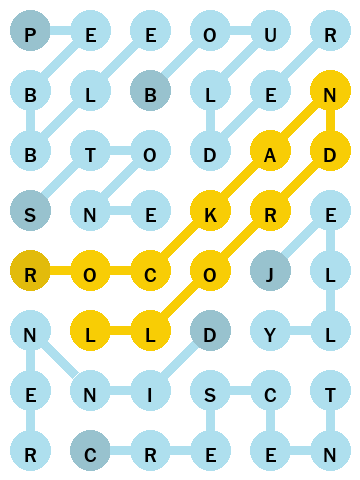 P E E O U R
B L B L E N
B T O D A D
S N E K R E
R O C O J L
N L L D Y L
E N I S C T
R C R E E N